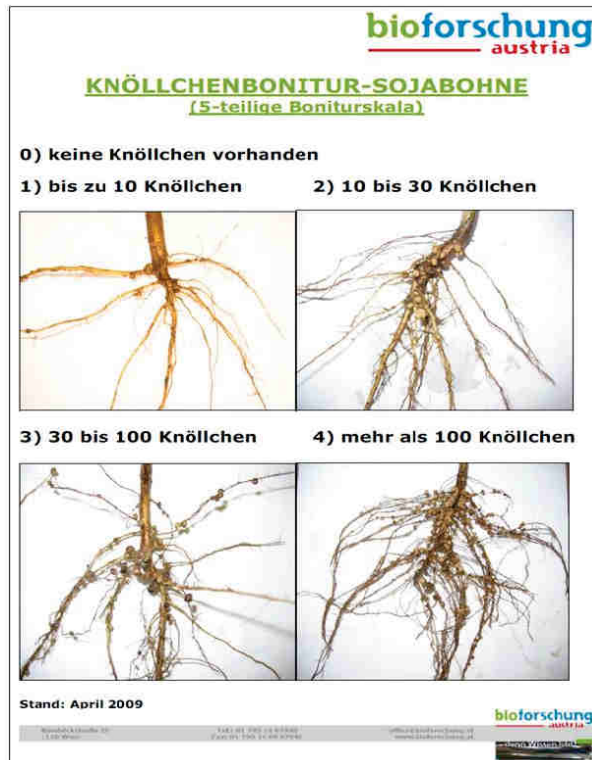 bioforschung
austria
KNÖLLCHENBONITUR-SOJABOHNE
(5-teilige Boniturskala)
0) keine Knöllchen vorhanden
1) bis zu 10 Knöllchen
2) 10 bis 30 Knöllchen
3) 30 bis 100 Knöllchen
4) mehr als 100 Knöllchen
Stand: April 2009
bioforschung
austria